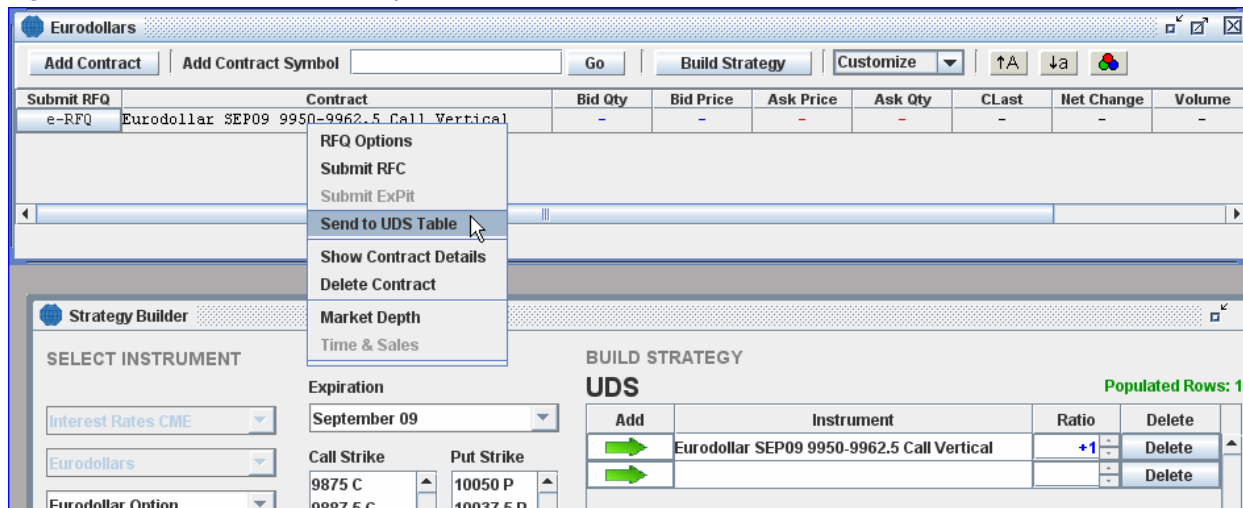 Eurodollars
Add Contract Add Contract Symbol Go Build Strategy Customize ↑A ↓a
Submit RFQ Contract Bid Qty Bid Price Ask Price Ask Qty CLast Net Change Volume
e-RFQ Eurodollar SEP09 9950-9962.5 Call Vertical - - - - - - -
RFQ Options
Submit RFC
Submit ExPit
Send to UDS Table
Show Contract Details
Delete Contract
Market Depth
Time & Sales
Strategy Builder
SELECT INSTRUMENT
Interest Rates CME
Eurodollars
Eurodollar Option
Expiration
September 09
Call Strike Put Strike
9875 C 10050 P
9887.5 C 10037.5 P
BUILD STRATEGY
UDS Populated Rows: 1
Add Instrument Ratio Delete
Eurodollar SEP09 9950-9962.5 Call Vertical +1 Delete
Delete